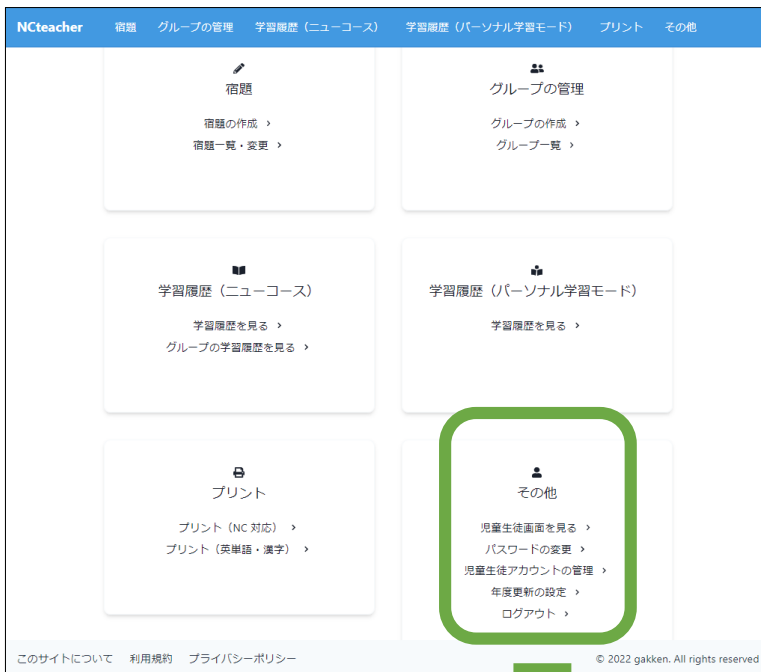 NCteacher 宿題 グループの管理 学習履歴（ニューコース） 学習履歴（パーソナル学習モード） プリント その他
宿題
宿題の作成 ›
宿題一覧・変更 ›
グループの管理
グループの作成 ›
グループ一覧 ›
学習履歴（ニューコース）
学習履歴を見る ›
グループの学習履歴を見る ›
学習履歴（パーソナル学習モード）
学習履歴を見る ›
プリント
プリント（NC 対応） ›
プリント（英単語・漢字） ›
その他
児童生徒画面を見る ›
パスワードの変更 ›
児童生徒アカウントの管理 ›
年度更新の設定 ›
ログアウト ›
このサイトについて 利用規約 プライバシーポリシー © 2022 gakken. All rights reserved